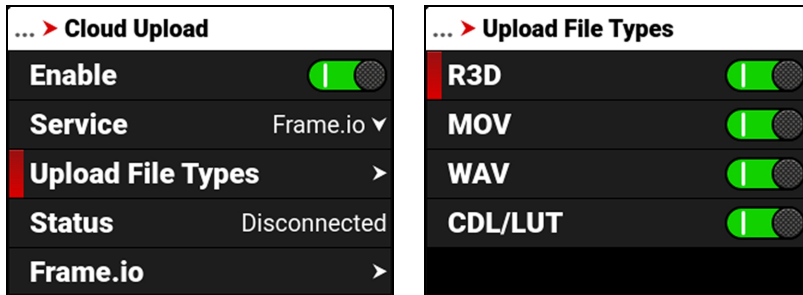 ... > Cloud Upload
Enable
Service Frame.io
Upload File Types >
Status Disconnected
Frame.io >
... > Upload File Types
R3D
MOV
WAV
CDL/LUT